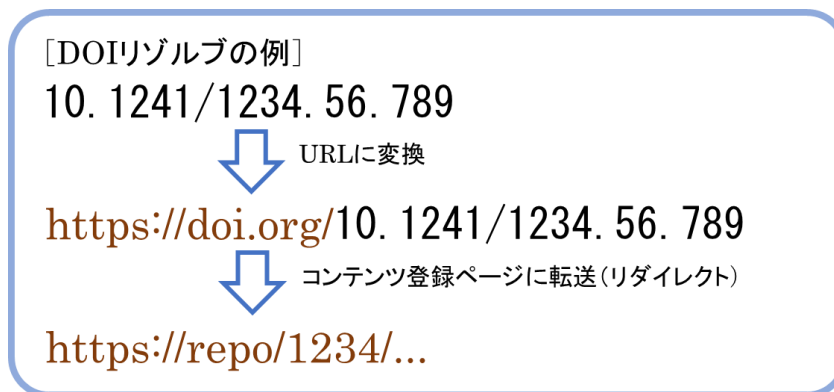 [DOIリゾルブの例]
10.1241/1234.56.789
URLに変換
https://doi.org/10.1241/1234.56.789
コンテンツ登録ページに転送(リダイレクト)
https://repo/1234/...